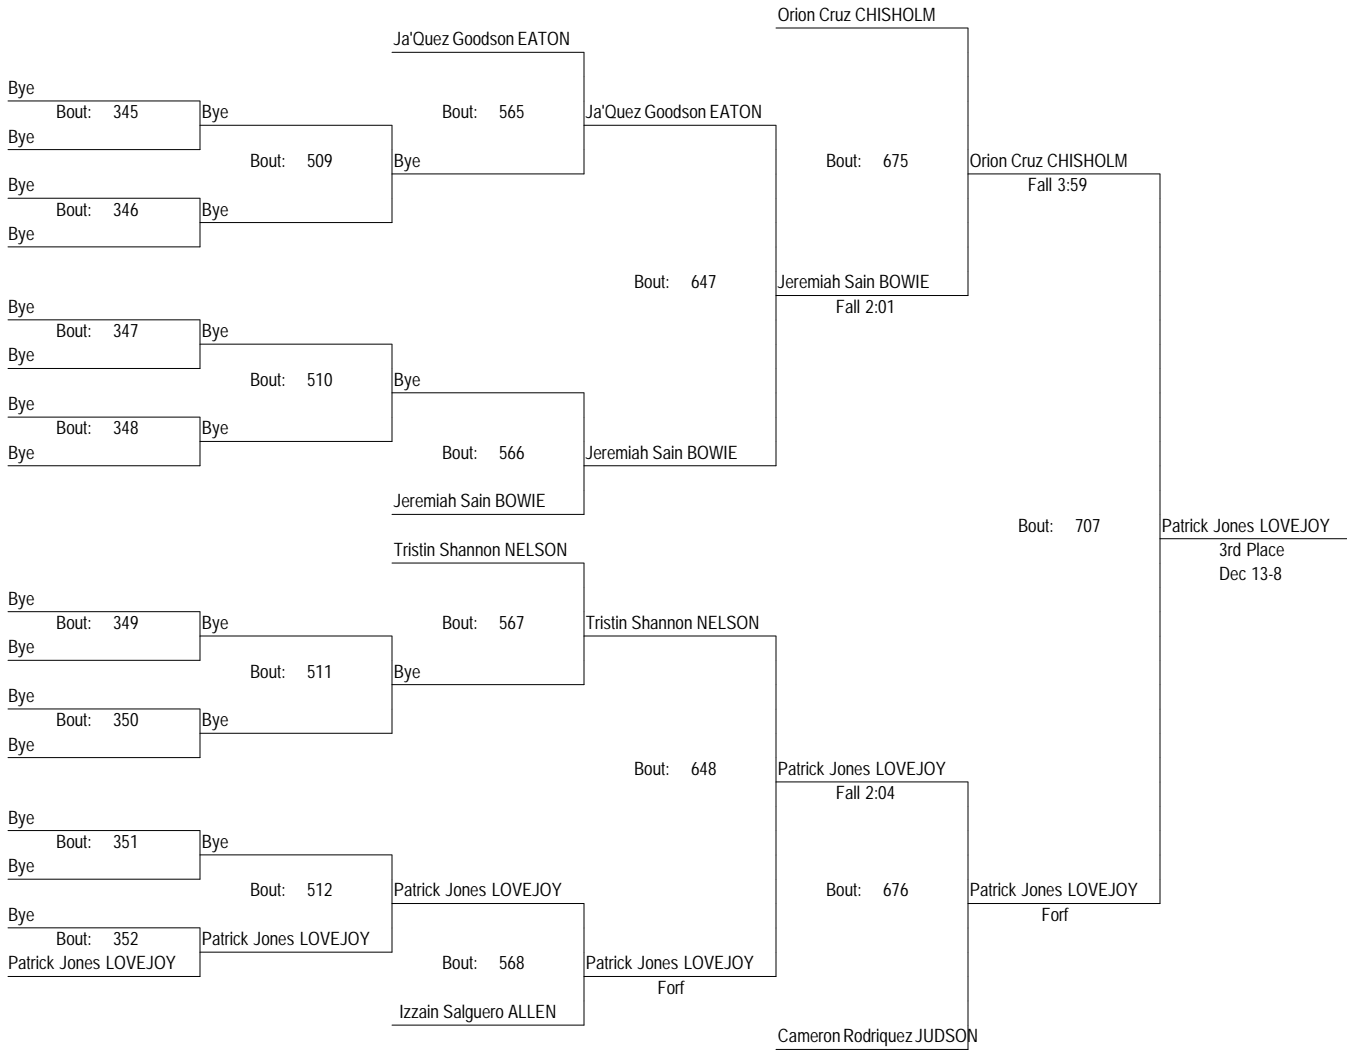 Orion Cruz CHISHOLM
Ja'Quez Goodson EATON
Bye
Bout: 345 Bye Bout: 565 Ja'Quez Goodson EATON
Bye
Bout: 509 Bye Bout: 675 Orion Cruz CHISHOLM
Bye Fall 3:59
Bout: 346 Bye
Bye
Bout: 647 Jeremiah Sain BOWIE
Bye Fall 2:01
Bout: 347 Bye
Bye
Bout: 510 Bye
Bye
Bout: 348 Bye
Bye Bout: 566 Jeremiah Sain BOWIE
Jeremiah Sain BOWIE
Bout: 707 Patrick Jones LOVEJOY
Tristin Shannon NELSON 3rd Place
Dec 13-8
Bye
Bout: 349 Bye Bout: 567 Tristin Shannon NELSON
Bye
Bout: 511 Bye
Bye
Bout: 350 Bye
Bye
Bout: 648 Patrick Jones LOVEJOY
Fall 2:04
Bye
Bout: 351 Bye
Bye
Bout: 512 Patrick Jones LOVEJOY Bout: 676 Patrick Jones LOVEJOY
Bye Forf
Bout: 352 Patrick Jones LOVEJOY
Patrick Jones LOVEJOY Bout: 568 Patrick Jones LOVEJOY
Forf
Izzain Salguero ALLEN
Cameron Rodriquez JUDSON